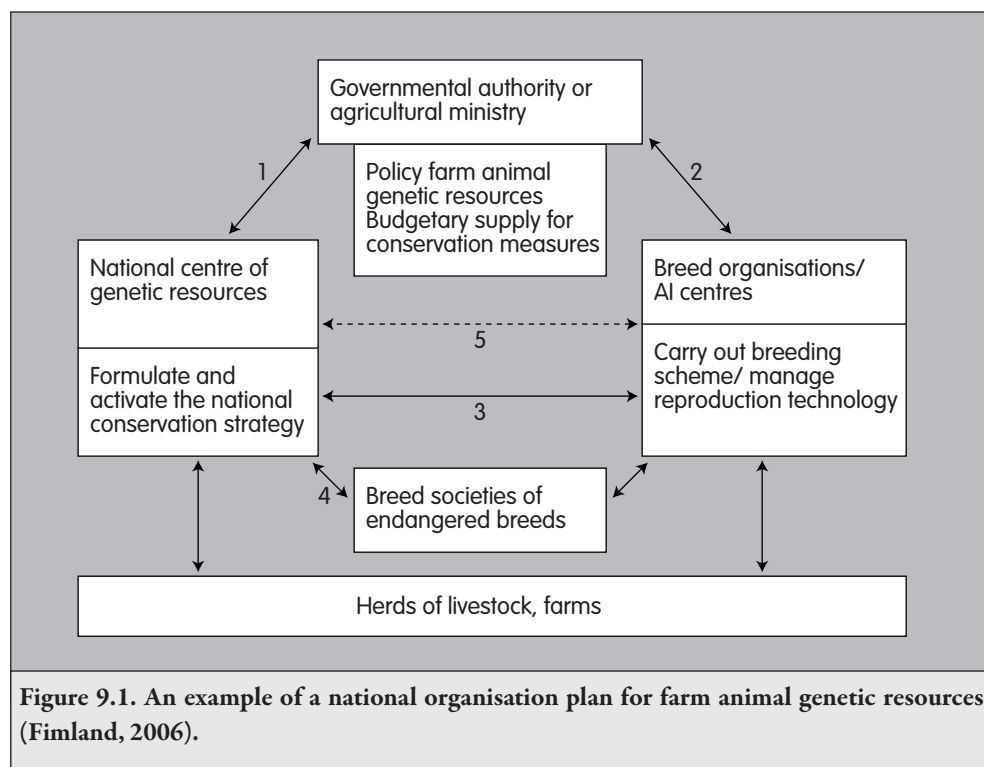 Governmental authority or
agricultural ministry
1
2
Policy farm animal
genetic resources
Budgetary supply for
conservation measures
National centre of
genetic resources
Breed organisations/
AI centres
5
Formulate and
activate the national
conservation strategy
Carry out breeding
scheme/ manage
reproduction technology
3
4
Breed societies of
endangered breeds
Herds of livestock, farms
Figure 9.1. An example of a national organisation plan for farm animal genetic resources
(Fimland, 2006).